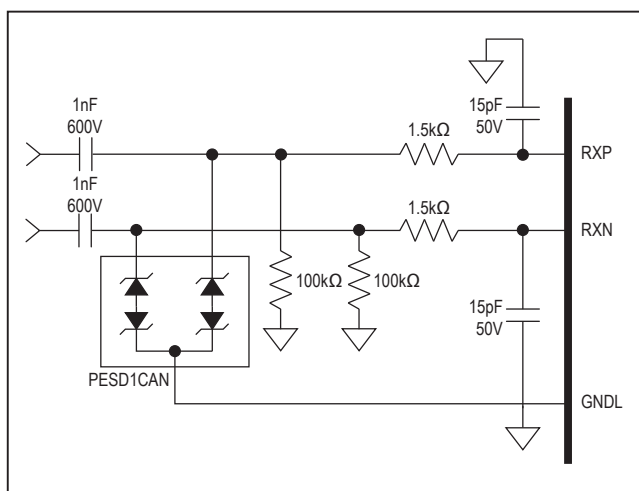 1nF
600V
15pF
50V
1.5kΩ
RXP
1nF
600V
1.5kΩ
RXN
100kΩ
100kΩ
15pF
50V
PESD1CAN
GNDL